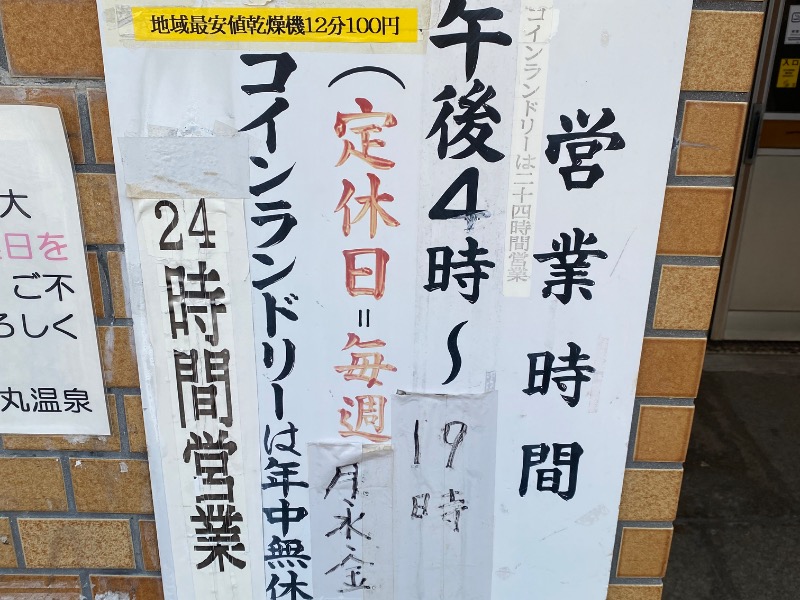 地域最安値乾燥機12分100円
営業時間
コインランドリーは二十四時間営業
午後4時〜
19時
(定休日=毎週
月水金
コインランドリーは年中無休
24時間営業
大
日を
ご不
ろしく
丸温泉
入口